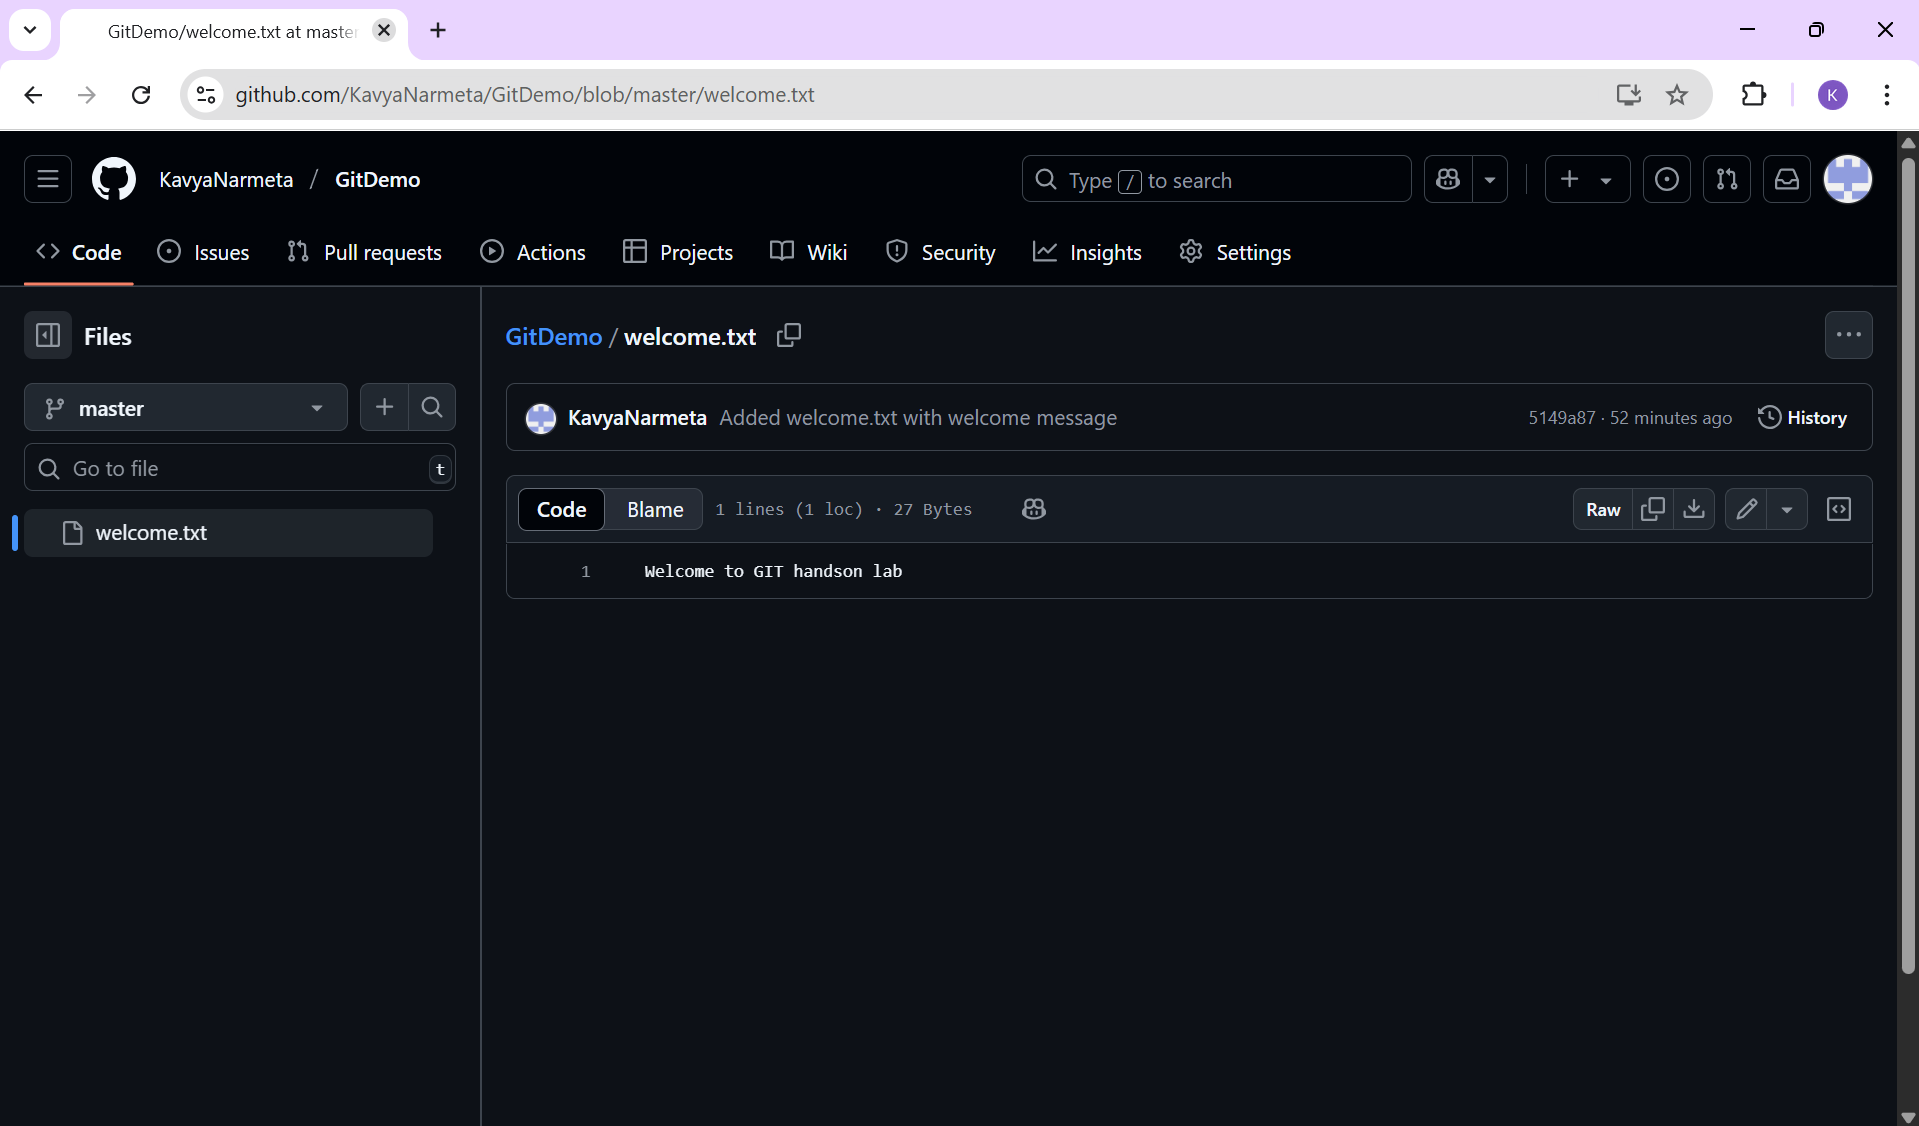 GitDemo/welcome.txt at master
github.com/KavyaNarmeta/GitDemo/blob/master/welcome.txt
K
KavyaNarmeta / GitDemo
Type / to search
Code
Issues
Pull requests
Actions
Projects
Wiki
Security
Insights
Settings
Files
master
Go to file
t
welcome.txt
GitDemo / welcome.txt
KavyaNarmeta Added welcome.txt with welcome message
5149a87 · 52 minutes ago
History
Code
Blame
1 lines (1 loc) · 27 Bytes
Raw
1 Welcome to GIT handson lab